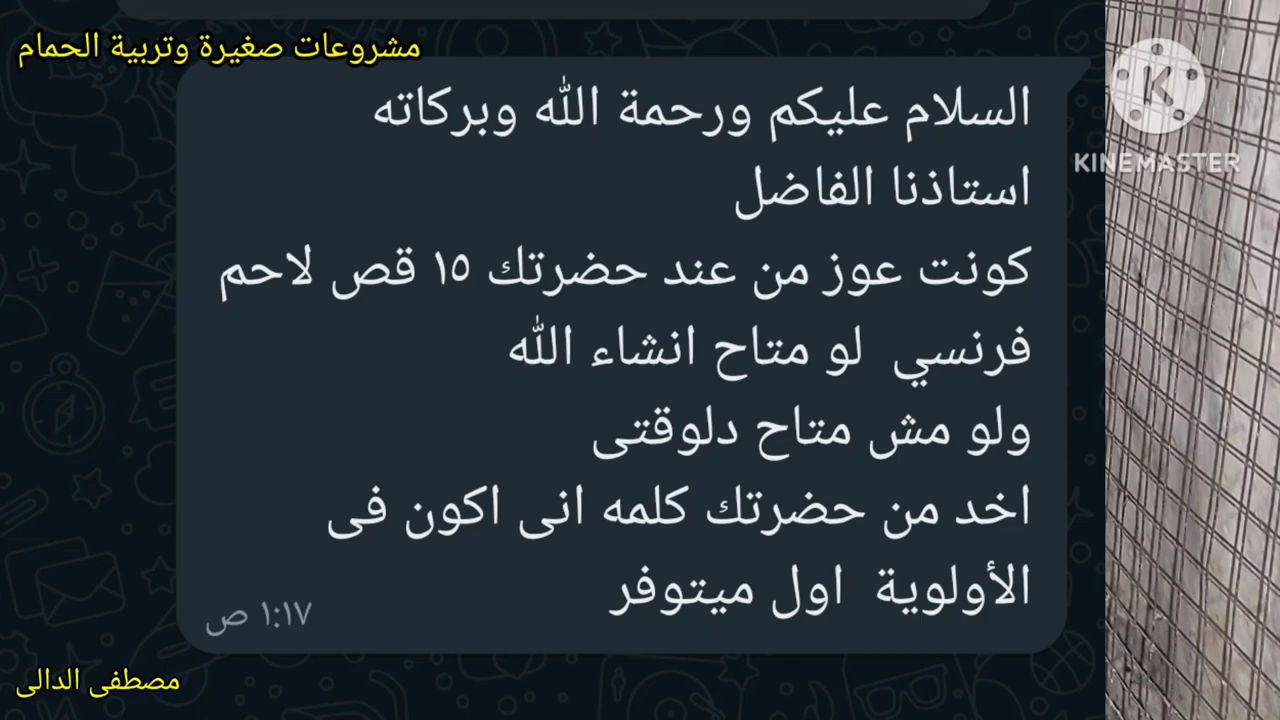 مشروعات صغيرة وتربية الحمام
السلام عليكم ورحمة الله وبركاته
استاذنا الفاضل
كونت عوز من عند حضرتك ١٥ قص لاحم
فرنسي لو متاح انشاء الله
ولو مش متاح دلوقتى
اخد من حضرتك كلمه انى اكون فى
الأولوية اول ميتوفر
١:١٧ ص
مصطفى الدالى
KINEMASTER